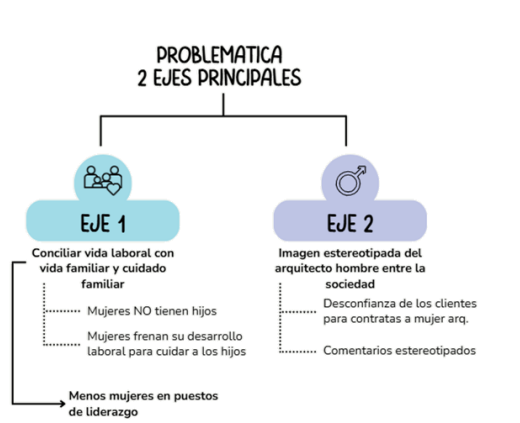 PROBLEMATICA
2 EJES PRINCIPALES
EJE 1
Conciliar vida laboral con
vida familiar y cuidado
familiar
Mujeres NO tienen hijos
Mujeres frenan su desarrollo
laboral para cuidar a los hijos
Menos mujeres en puestos
de liderazgo
EJE 2
Imagen estereotipada del
arquitecto hombre entre la
sociedad
Desconfianza de los clientes
para contratas a mujer arq.
Comentarios estereotipados